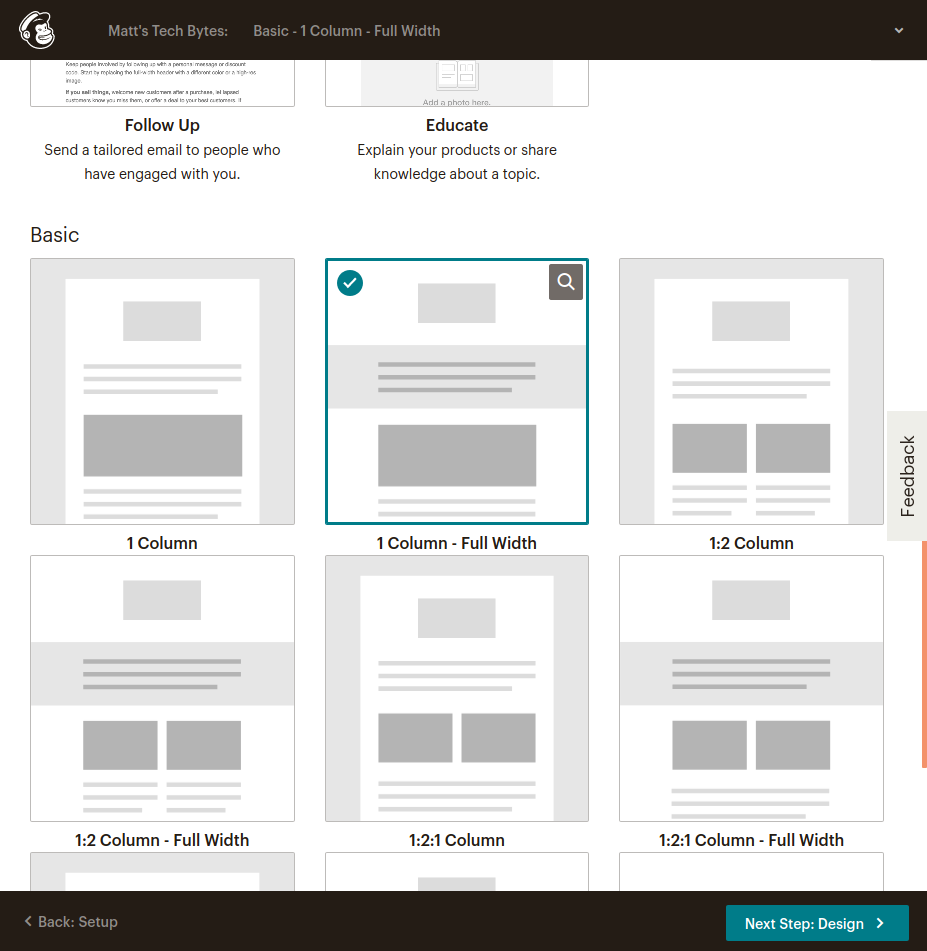 Matt's Tech Bytes: Basic - 1 Column - Full Width
Keep people involved by following up with a personal message or discount
code. Start by replacing the full-width header with a different color or a high-res
image.
If you sell things, welcome new customers after a purchase, let lapsed
customers know you miss them, or offer a deal to your best customers. If
Add a photo here.
Follow Up
Send a tailored email to people who
have engaged with you.
Educate
Explain your products or share
knowledge about a topic.
Basic
Feedback
1 Column
1 Column - Full Width
1:2 Column
1:2 Column - Full Width
1:2:1 Column
1:2:1 Column - Full Width
Back: Setup
Next Step: Design